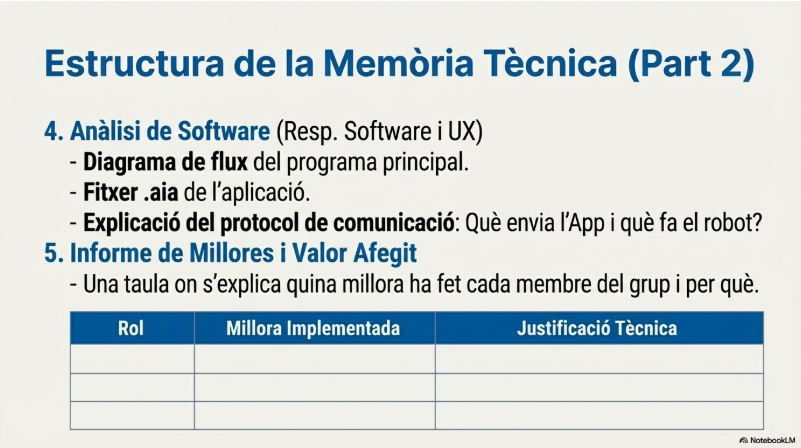 Estructura de la Memòria Tècnica (Part 2)
4. Anàlisi de Software (Resp. Software i UX)
- Diagrama de flux del programa principal.
- Fitxer .aia de l’aplicació.
- Explicació del protocol de comunicació: Què envia l’App i què fa el robot?
5. Informe de Millores i Valor Afegit
- Una taula on s’explica quina millora ha fet cada membre del grup i per què.
Rol Millora Implementada Justificació Tècnica
NotebookLM